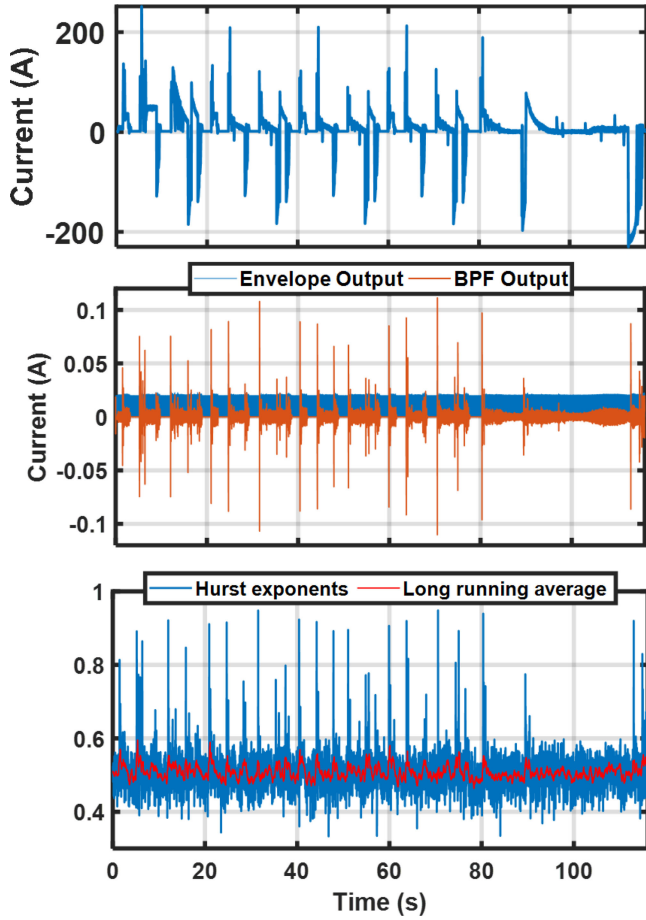 200
Current (A)
0
-200
Envelope Output BPF Output
0.1
0.05
Current (A)
0
-0.05
-0.1
Hurst exponents Long running average
1
0.8
0.6
0.4
0 20 40 60 80 100
Time (s)